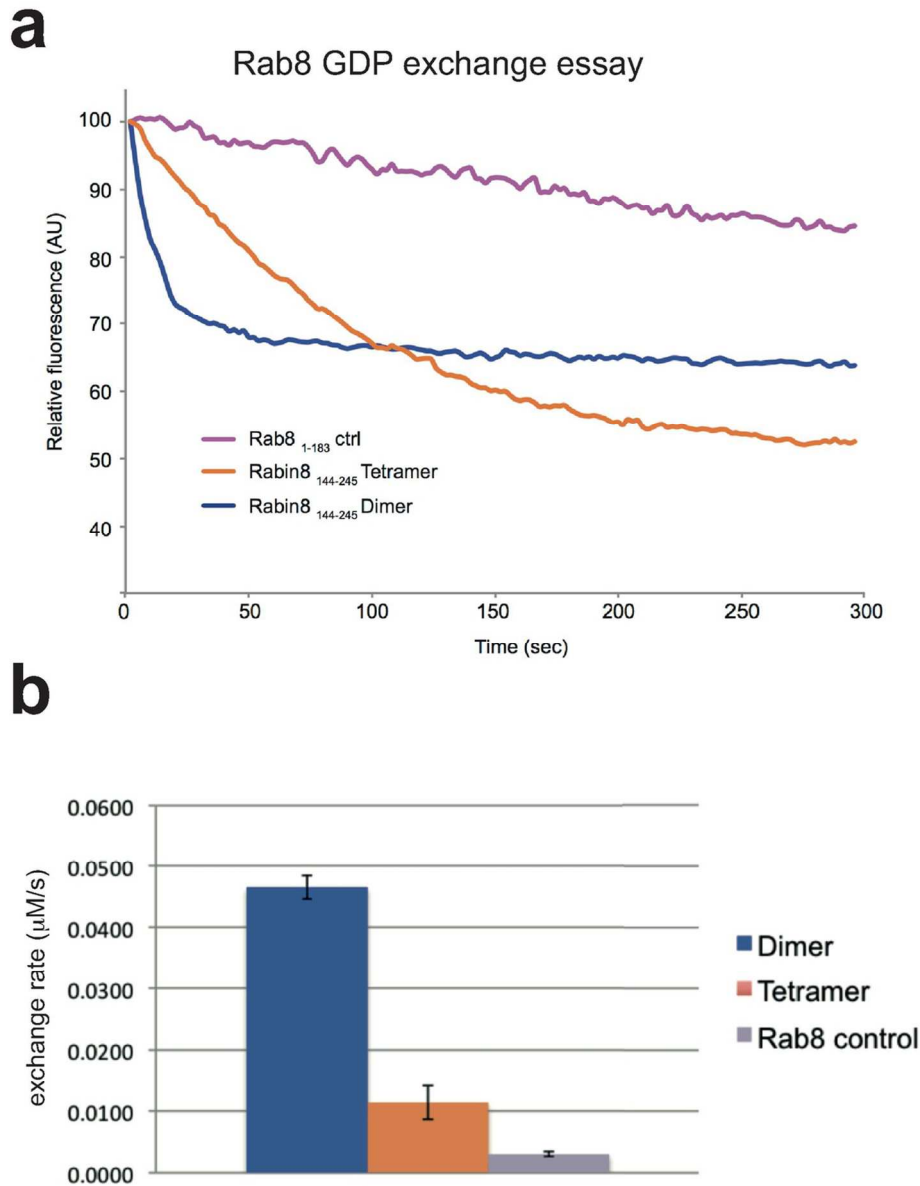 a
Rab8 GDP exchange essay
Relative fluorescence (AU)
100
90
80
70
60
50
40
Rab8 1-183 ctrl
Rabin8 144-245 Tetramer
Rabin8 144-245 Dimer
0 50 100 150 200 250 300
Time (sec)
b
exchange rate (µM/s)
0.0600
0.0500
0.0400
0.0300
0.0200
0.0100
0.0000
Dimer
Tetramer
Rab8 control